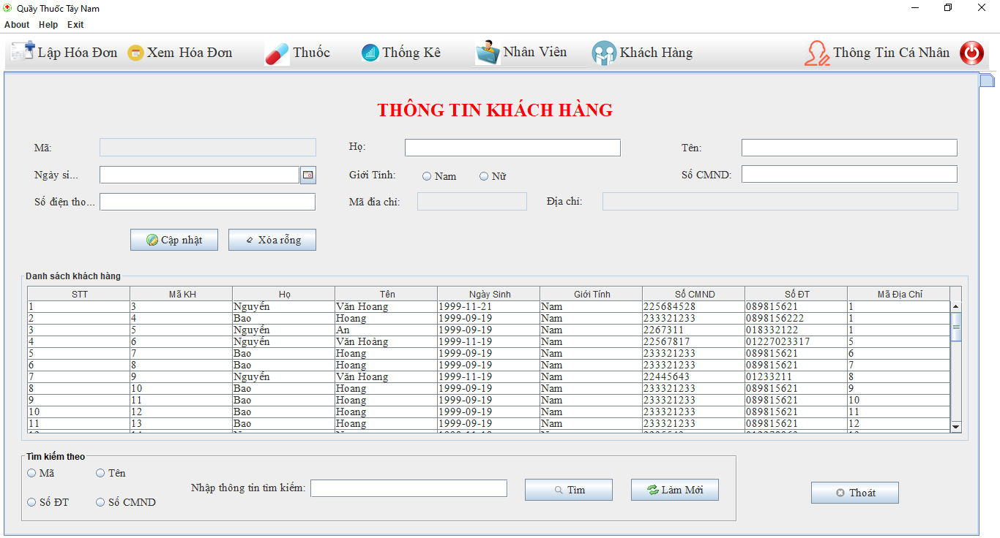 Quầy Thuốc Tây Nam
About Help Exit
Lập Hóa Đơn Xem Hóa Đơn Thuốc Thống Kê Nhân Viên Khách Hàng Thông Tin Cá Nhân
THÔNG TIN KHÁCH HÀNG
Mã: Họ: Tên:
Ngày si... Giới Tính: Nam Nữ Số CMND:
Số điện tho... Mã đia chỉ: Địa chỉ:
Cập nhật Xóa rỗng
Danh sách khách hàng
STT Mã KH Họ Tên Ngày Sinh Giới Tính Số CMND Số ĐT Mã Địa Chỉ
1 3 Nguyễn Văn Hoang 1999-11-21 Nam 225684528 089815621 1
2 4 Bao Hoang 1999-09-19 Nam 233321233 0898156222 1
3 5 Nguyễn An 1999-09-19 Nam 2267311 018332122 1
4 6 Nguyễn Văn Hoàng 1999-11-19 Nam 22567817 01227023317 5
5 7 Bao Hoang 1999-09-19 Nam 233321233 089815621 6
6 8 Bao Hoang 1999-09-19 Nam 233321233 089815621 7
7 9 Nguyễn Văn Hoang 1999-11-19 Nam 22445643 01233211 8
8 10 Bao Hoang 1999-09-19 Nam 233321233 089815621 9
9 11 Bao Hoang 1999-09-19 Nam 233321233 089815621 10
10 12 Bao Hoang 1999-09-19 Nam 233321233 089815621 11
11 13 Bao Hoang 1999-09-19 Nam 233321233 089815621 12
Tìm kiếm theo
Mã Tên
Nhập thông tin tìm kiếm: Tìm Làm Mới Thoát
Số ĐT Số CMND